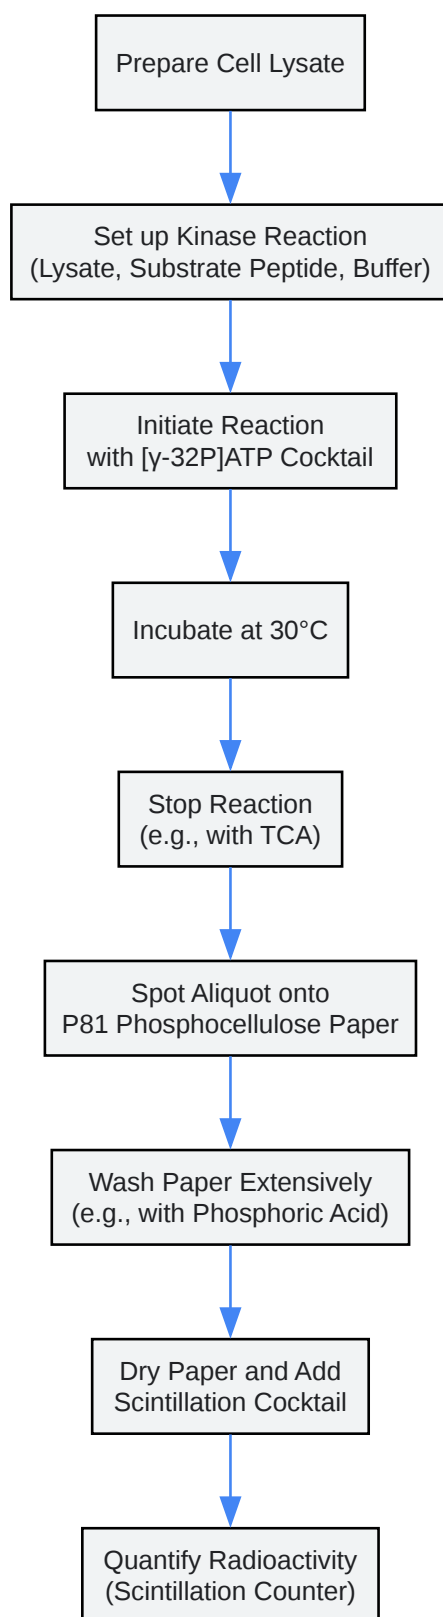 Prepare Cell Lysate
Set up Kinase Reaction
(Lysate, Substrate Peptide, Buffer)
Initiate Reaction
with [γ-32P]ATP Cocktail
Incubate at 30°C
Stop Reaction
(e.g., with TCA)
Spot Aliquot onto
P81 Phosphocellulose Paper
Wash Paper Extensively
(e.g., with Phosphoric Acid)
Dry Paper and Add
Scintillation Cocktail
Quantify Radioactivity
(Scintillation Counter)